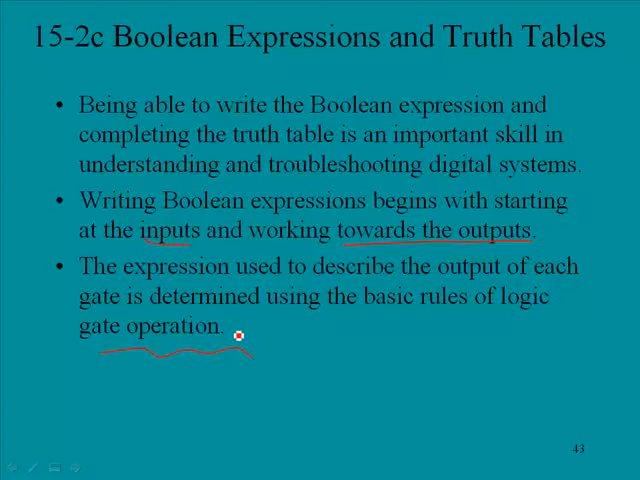 15-2c Boolean Expressions and Truth Tables
• Being able to write the Boolean expression and
completing the truth table is an important skill in
understanding and troubleshooting digital systems.
• Writing Boolean expressions begins with starting
at the inputs and working towards the outputs.
• The expression used to describe the output of each
gate is determined using the basic rules of logic
gate operation.
43